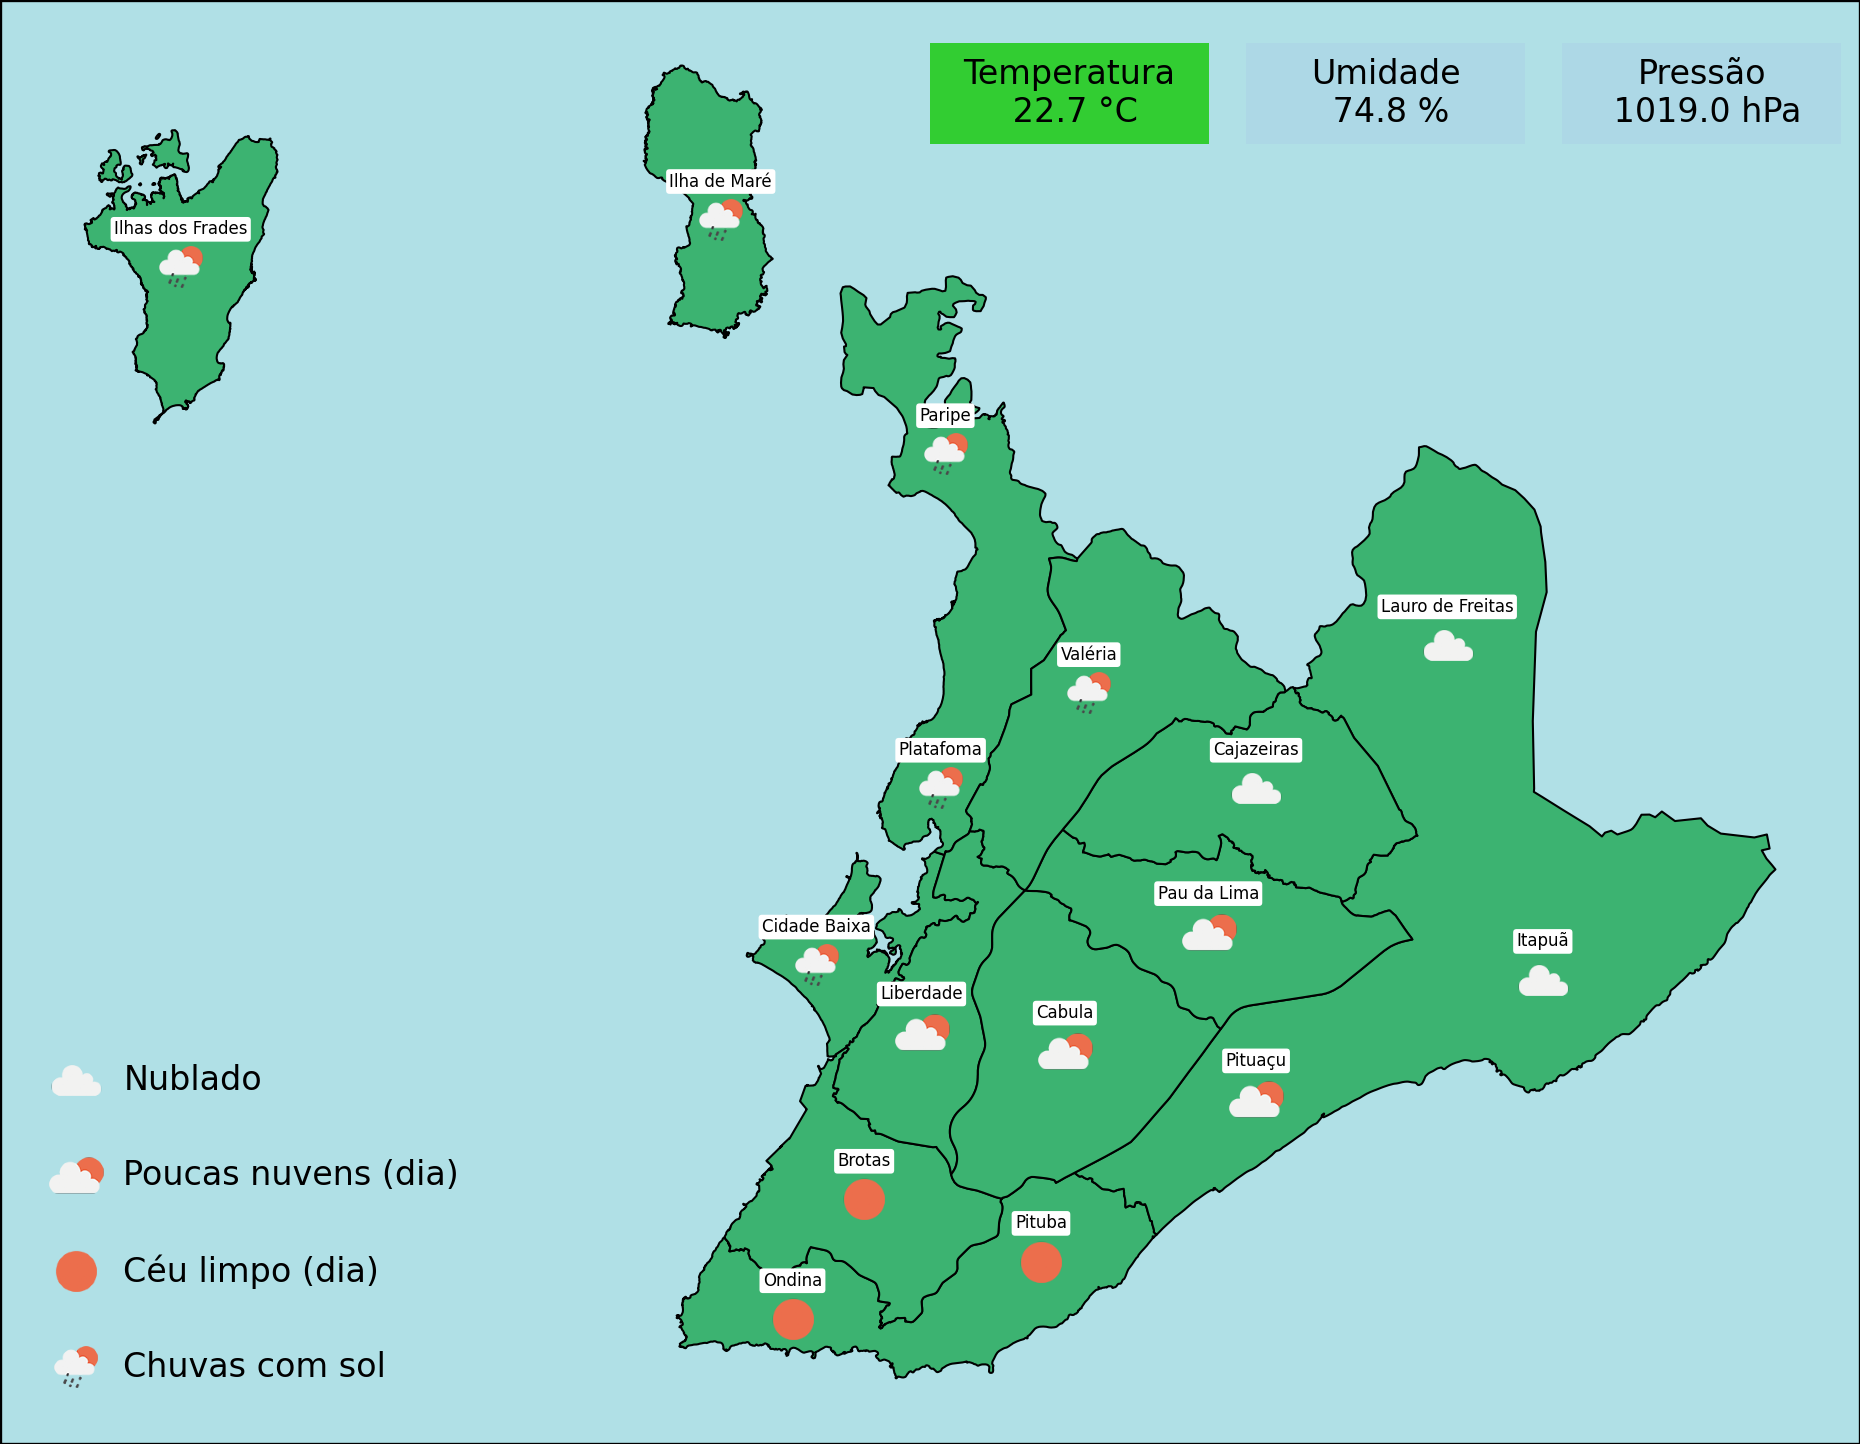 Temperatura
22.7 °C
Umidade
74.8 %
Pressão
1019.0 hPa
Ilha de Maré
Ilhas dos Frades
Paripe
Lauro de Freitas
Valéria
Platafoma
Cajazeiras
Pau da Lima
Cidade Baixa
Itapuã
Liberdade
Cabula
Pituaçu
Brotas
Pituba
Ondina
Nublado
Poucas nuvens (dia)
Céu limpo (dia)
Chuvas com sol